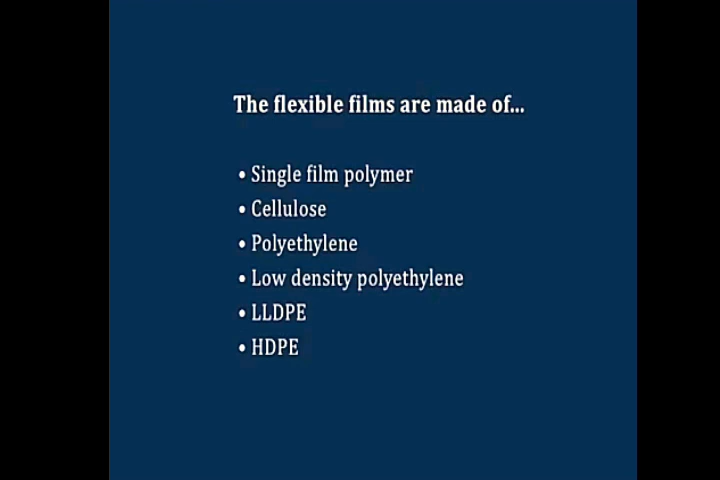 The flexible films are made of...
• Single film polymer
• Cellulose
• Polyethylene
• Low density polyethylene
• LLDPE
• HDPE